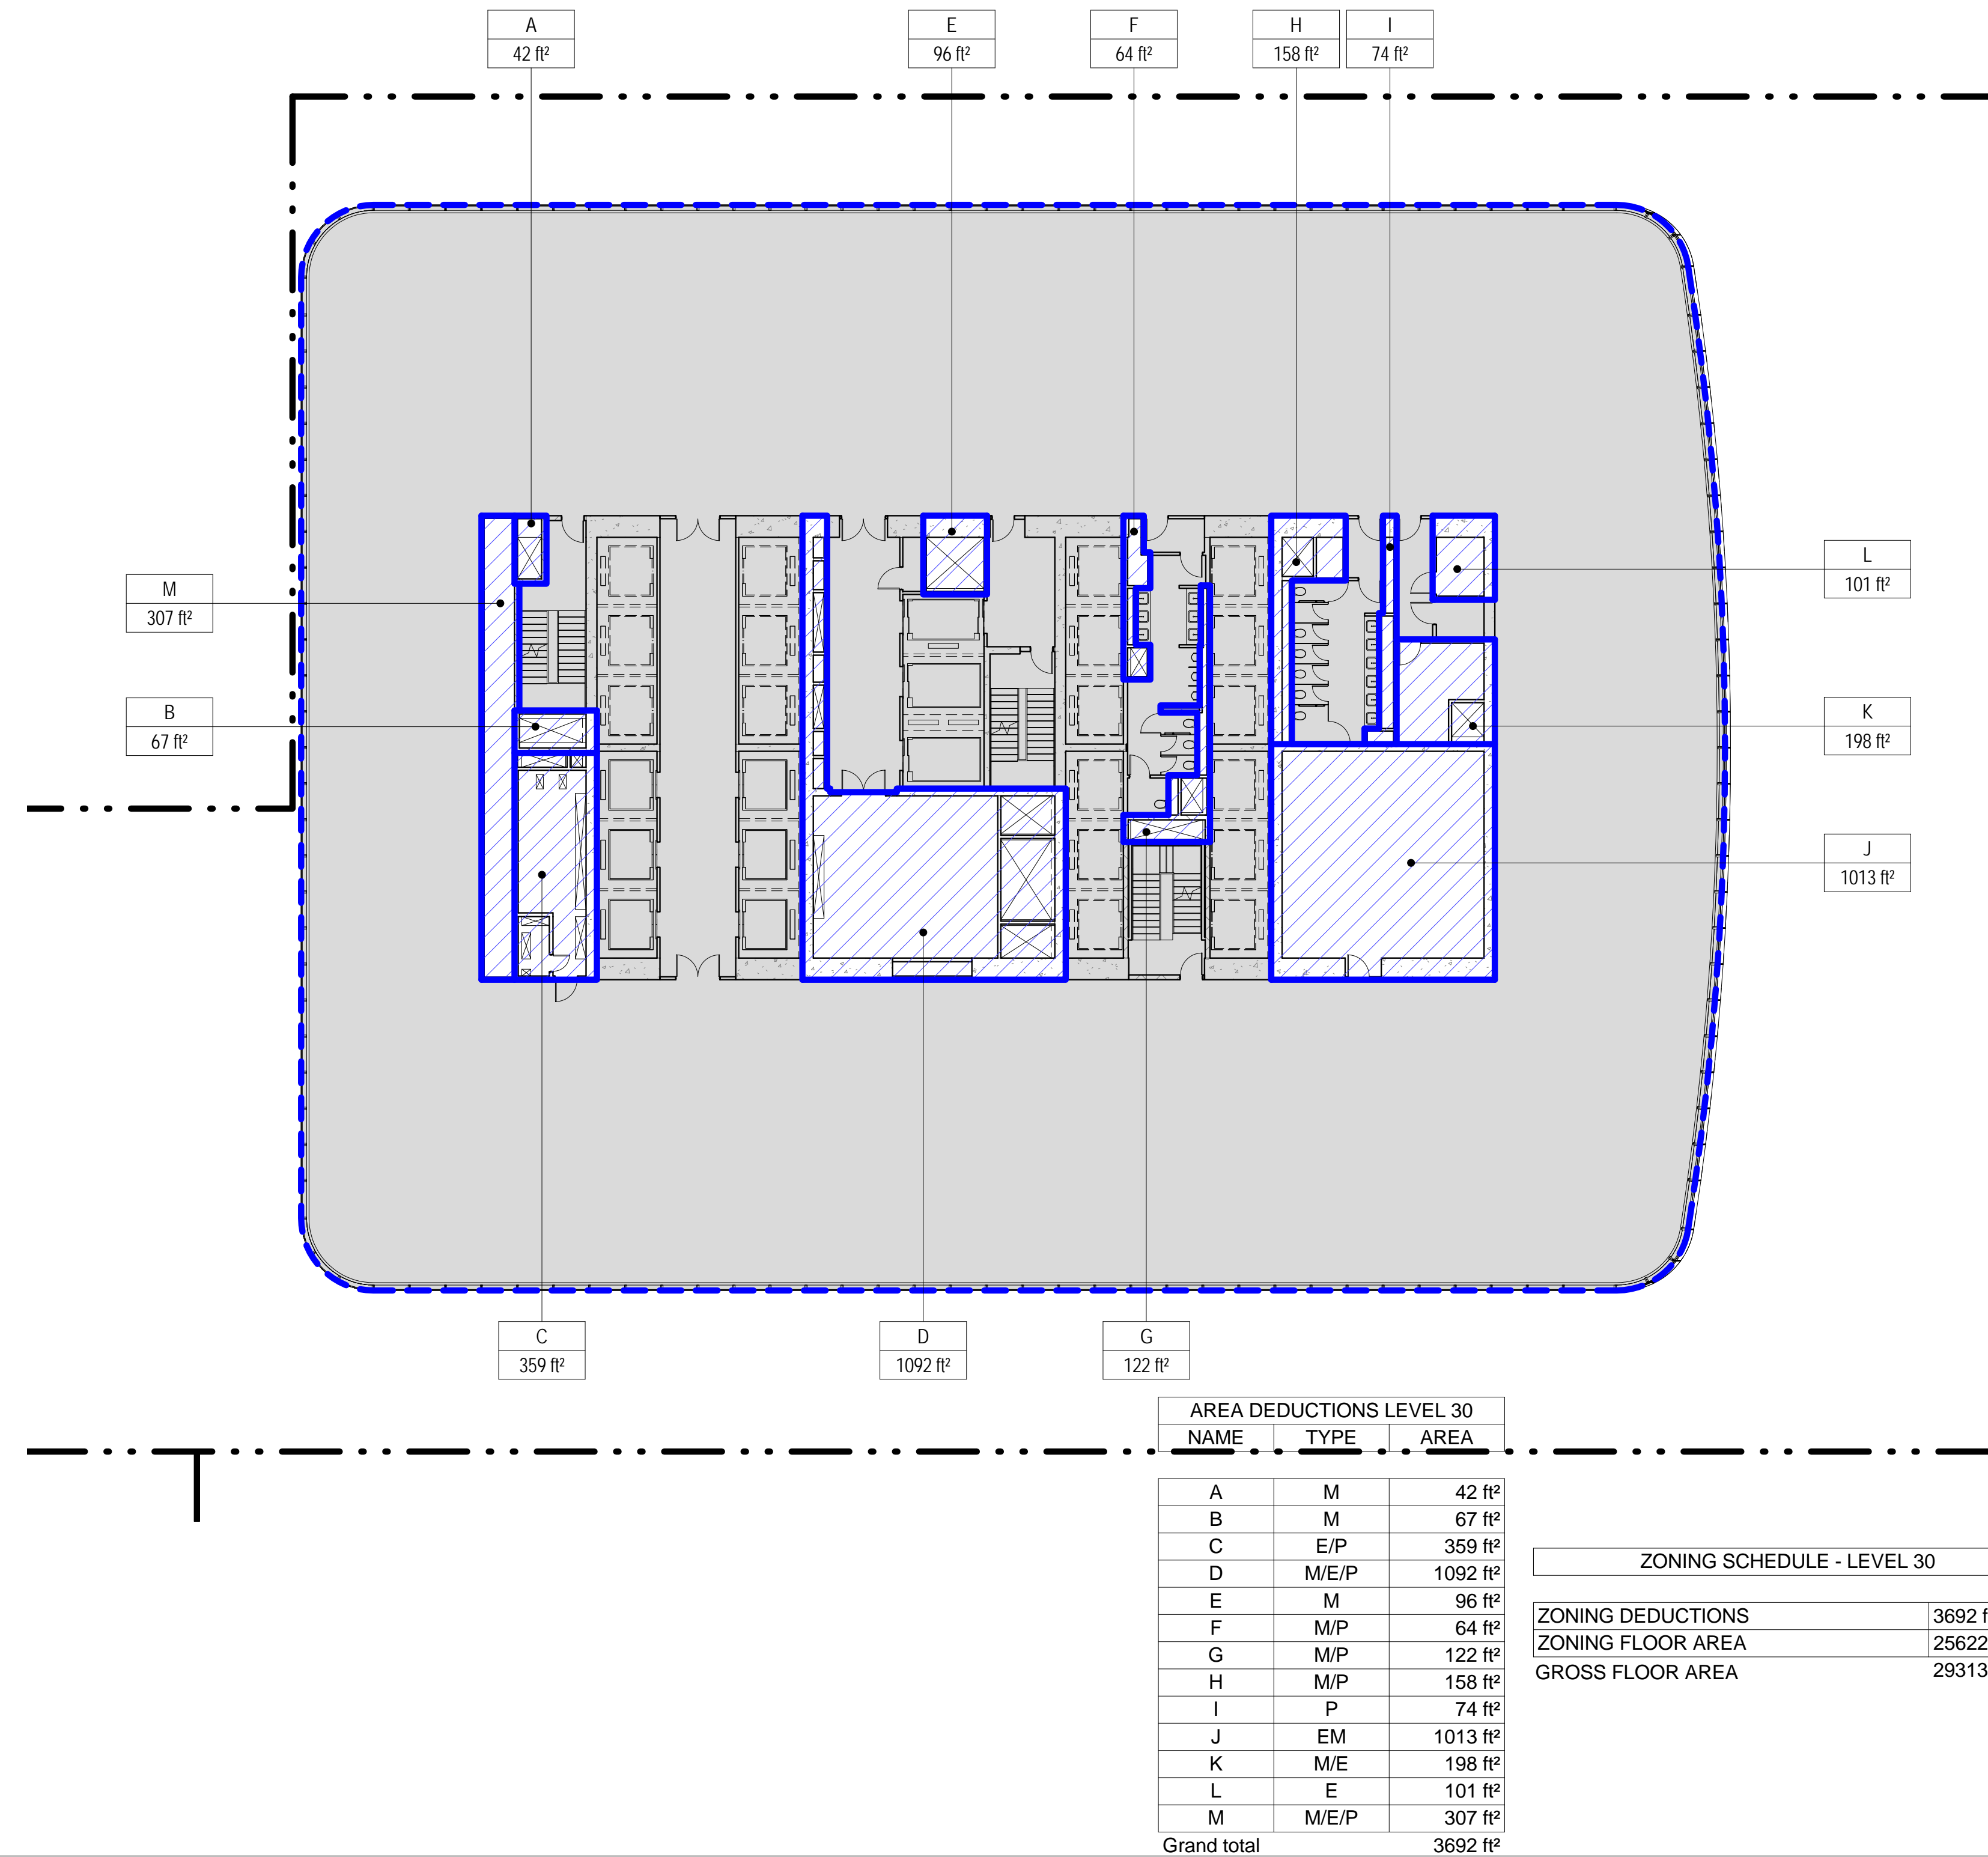 A
42 ft²
E
96 ft²
F
64 ft²
H
158 ft²
I
74 ft²
L
101 ft²
M
307 ft²
B
67 ft²
K
198 ft²
J
1013 ft²
C
359 ft²
D
1092 ft²
G
122 ft²
AREA DEDUCTIONS LEVEL 30
NAME TYPE AREA
A M 42 ft²
B M 67 ft²
C E/P 359 ft²
D M/E/P 1092 ft²
E M 96 ft²
F M/P 64 ft²
G M/P 122 ft²
H M/P 158 ft²
I P 74 ft²
J EM 1013 ft²
K M/E 198 ft²
L E 101 ft²
M M/E/P 307 ft²
Grand total 3692 ft²
ZONING SCHEDULE - LEVEL 30
ZONING DEDUCTIONS 3692 f
ZONING FLOOR AREA 25622
GROSS FLOOR AREA 29313